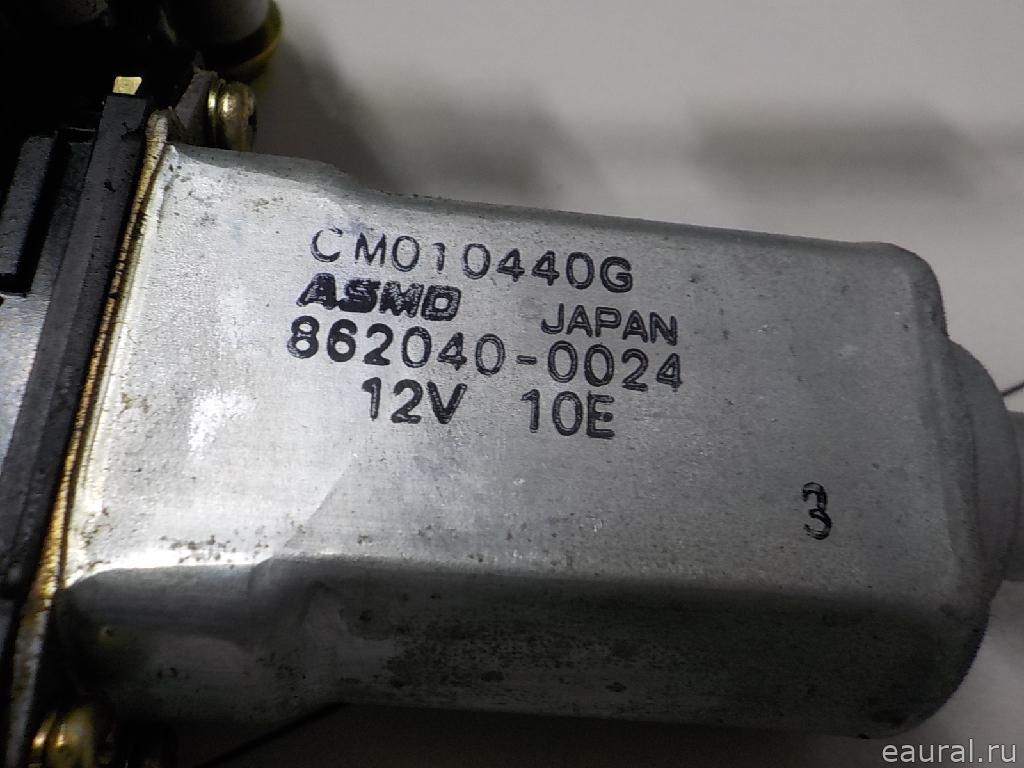 CM010440G
ASMO JAPAN
862040-0024
12V 10E
3
eaural.ru